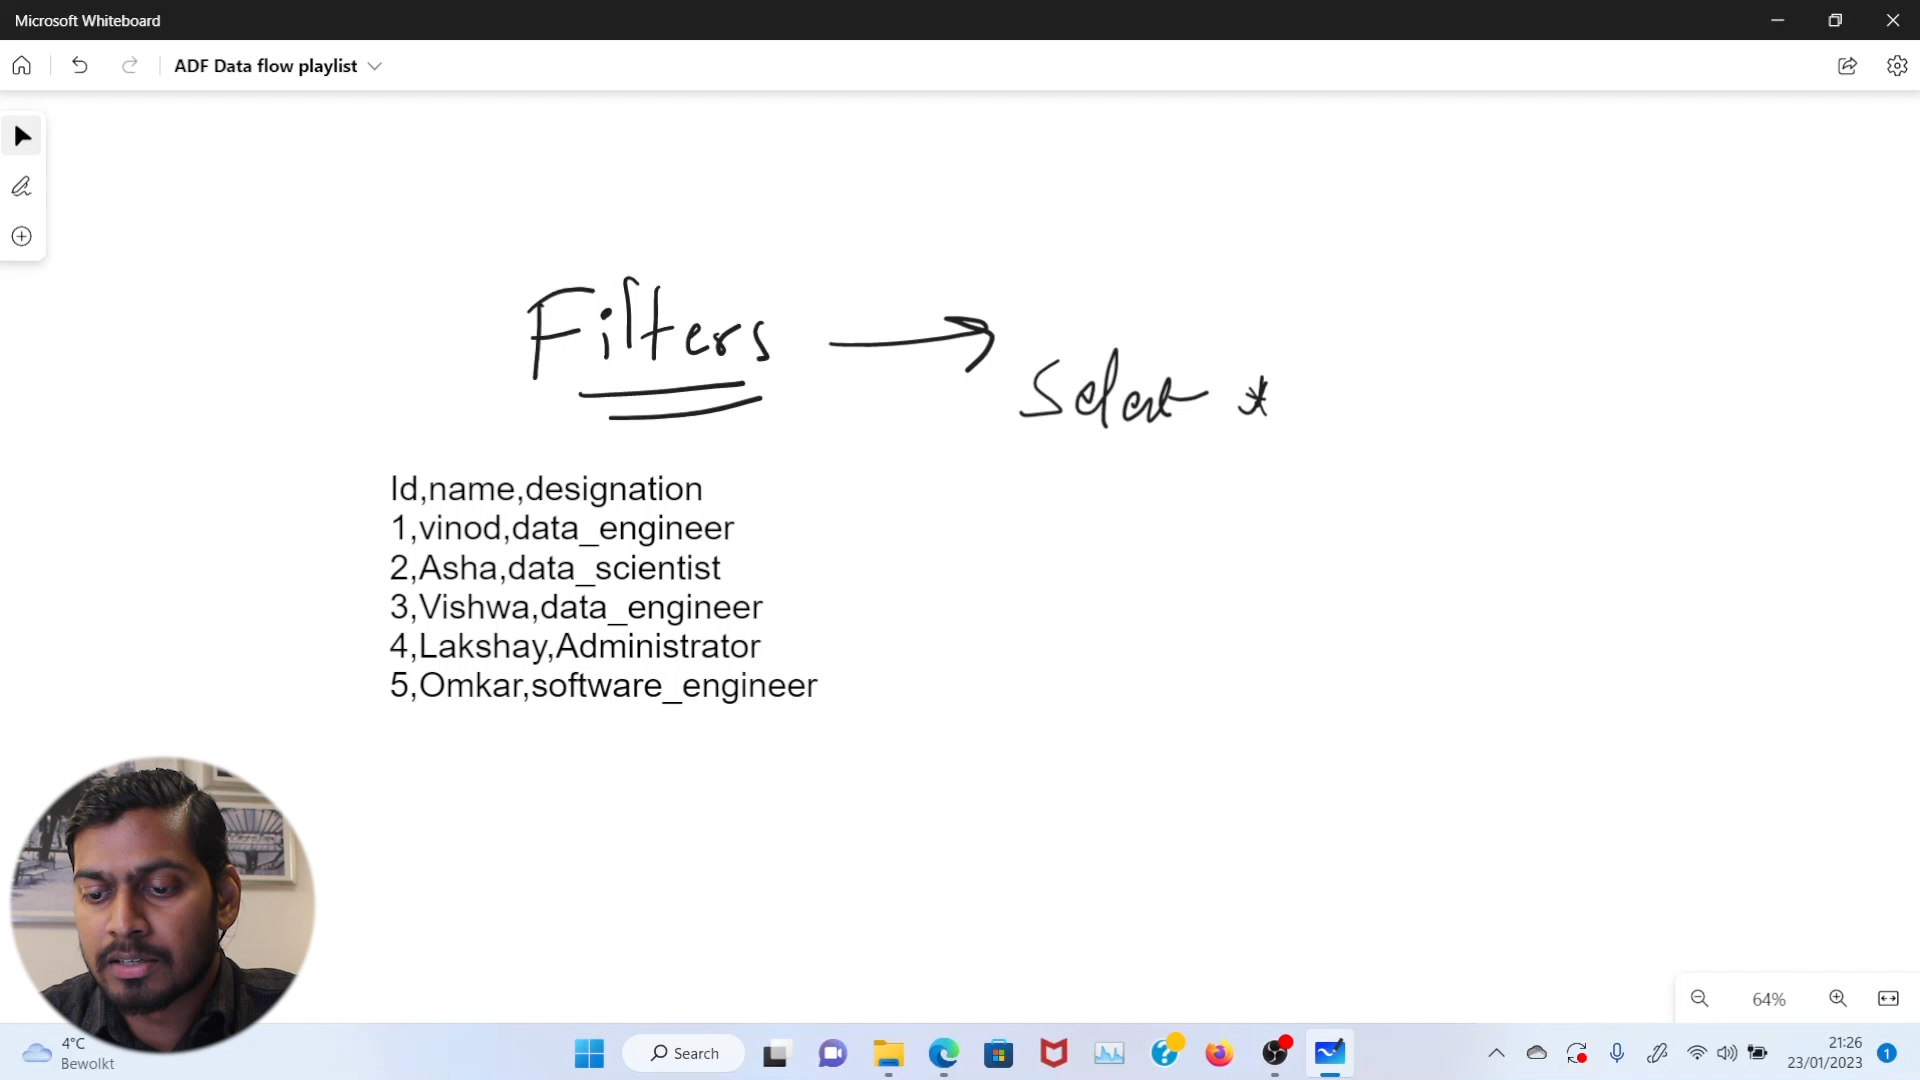 Microsoft Whiteboard
ADF Data flow playlist
Filters
Select *
Id,name,designation
1,vinod,data_engineer
2,Asha,data_scientist
3,Vishwa,data_engineer
4,Lakshay,Administrator
5,Omkar,software_engineer
64%
4°C
Bewolkt
Search
21:26
23/01/2023
1